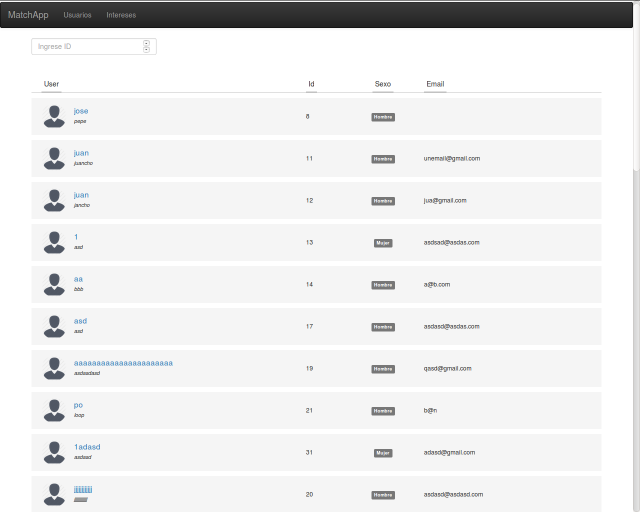 MatchApp Usuarios Intereses
Ingrese ID
User Id Sexo Email
jose
pepe
8 Hombre
juan
juancho
11 Hombre unemail@gmail.com
juan
jancho
12 Hombre jua@gmail.com
1
asd
13 Mujer asdsad@asdas.com
aa
bbb
14 Hombre a@b.com
asd
asd
17 Hombre asdasd@asdas.com
aaaaaaaaaaaaaaaaaaaaaa
asdsadasd
19 Hombre qasd@gmail.com
po
loop
21 Hombre b@n
1adasd
asdasd
31 Mujer adasd@gmail.com
20 Hombre asdasd@asdasd.com